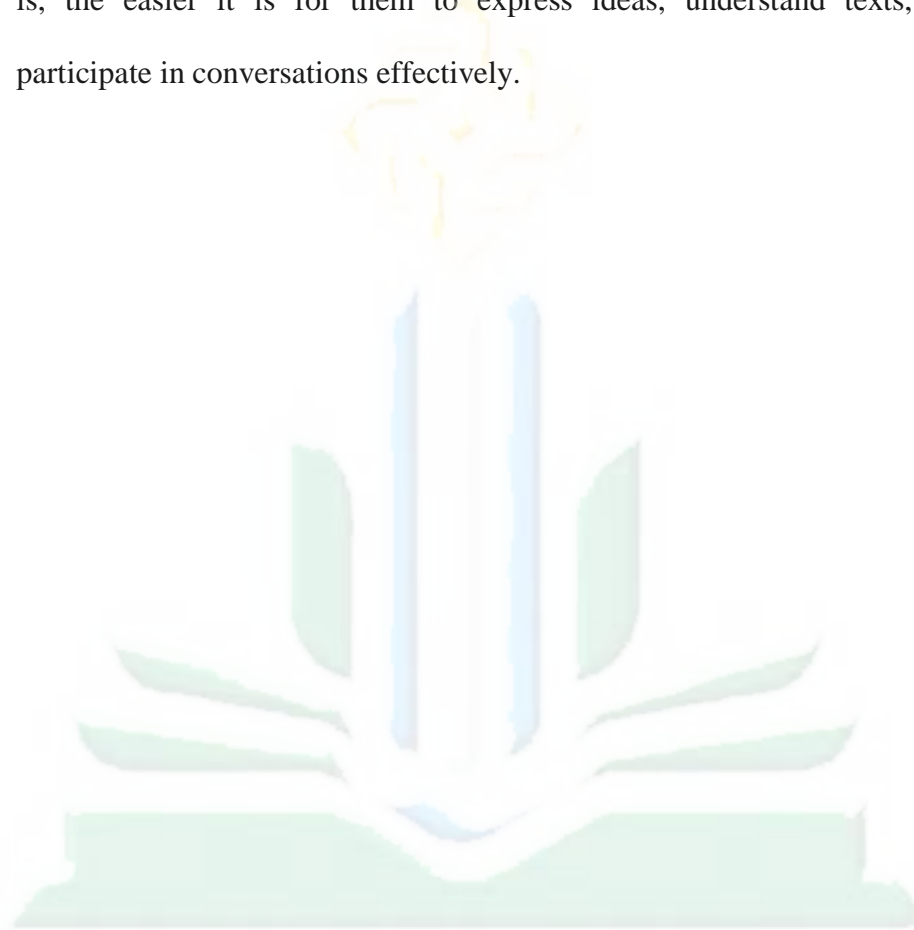 is, the easier it is for them to express ideas, understand texts,
participate in conversations effectively.